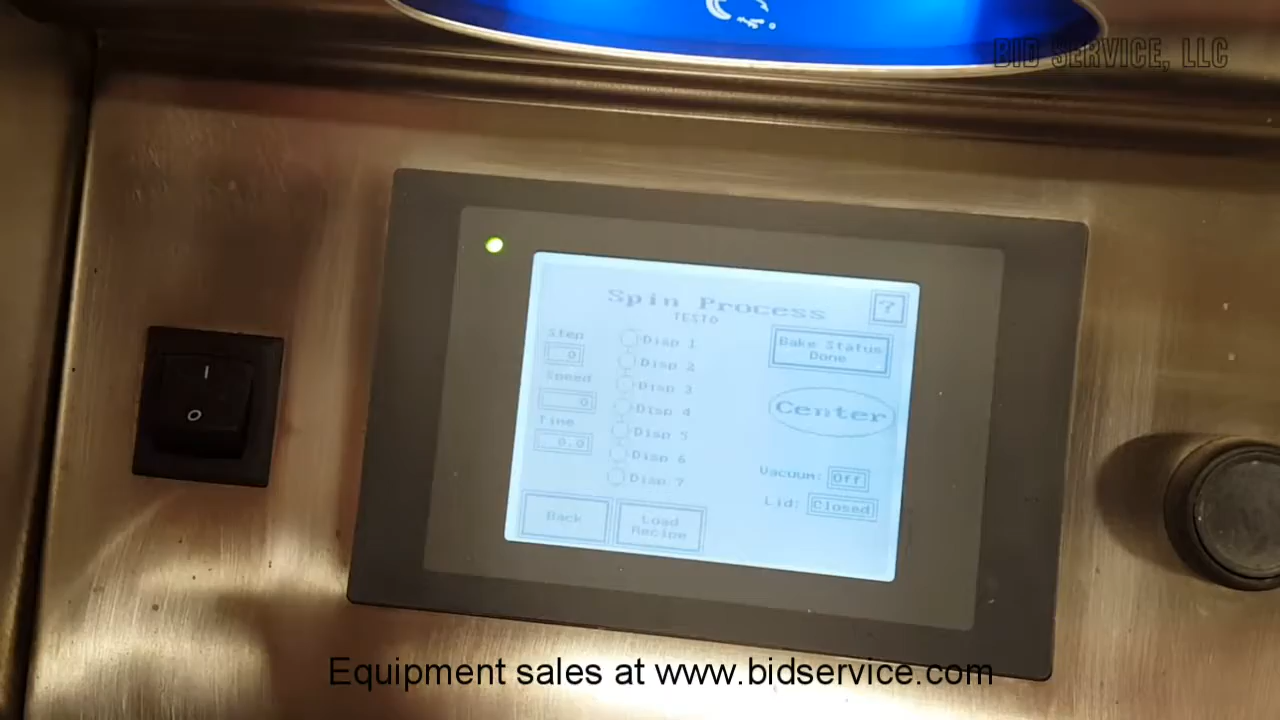 BID SERVICE, LLC
Spin Process
TESTO
?
Step
0
Speed
0
Time
0.0
Disp 1
Disp 2
Disp 3
Disp 4
Disp 5
Disp 6
Disp 7
Bake Status
Done
Center
Vacuum: Off
Lid: Closed
Back
Load
Recipe
I
O
Equipment sales at www.bidservice.com